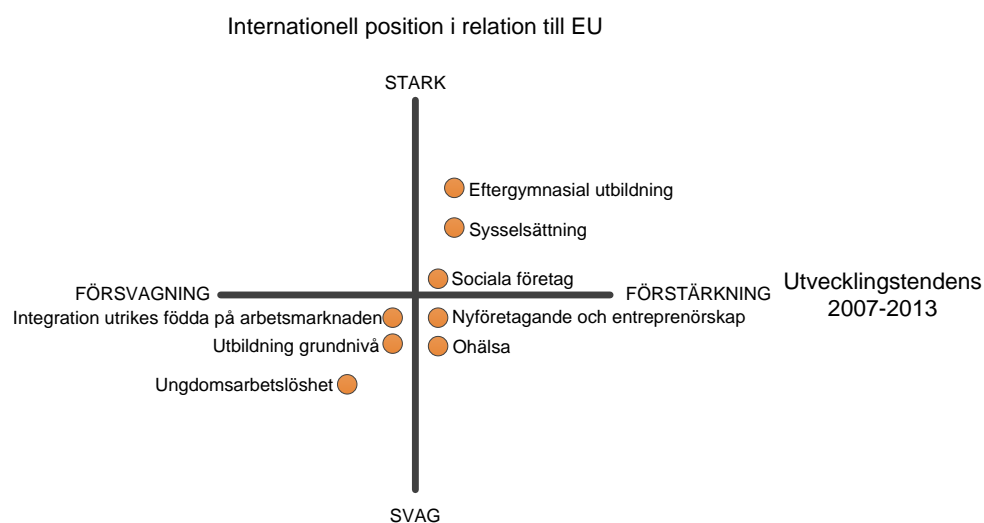 Internationell position i relation till EU
STARK
Eftergymnasial utbildning
Sysselsättning
Sociala företag
FÖRSVAGNING
FÖRSTÄRKNING
Utvecklingstendens
2007-2013
Integration utrikes födda på arbetsmarknaden
Nyföretagande och entreprenörskap
Utbildning grundnivå
Ohälsa
Ungdomsarbetslöshet
SVAG